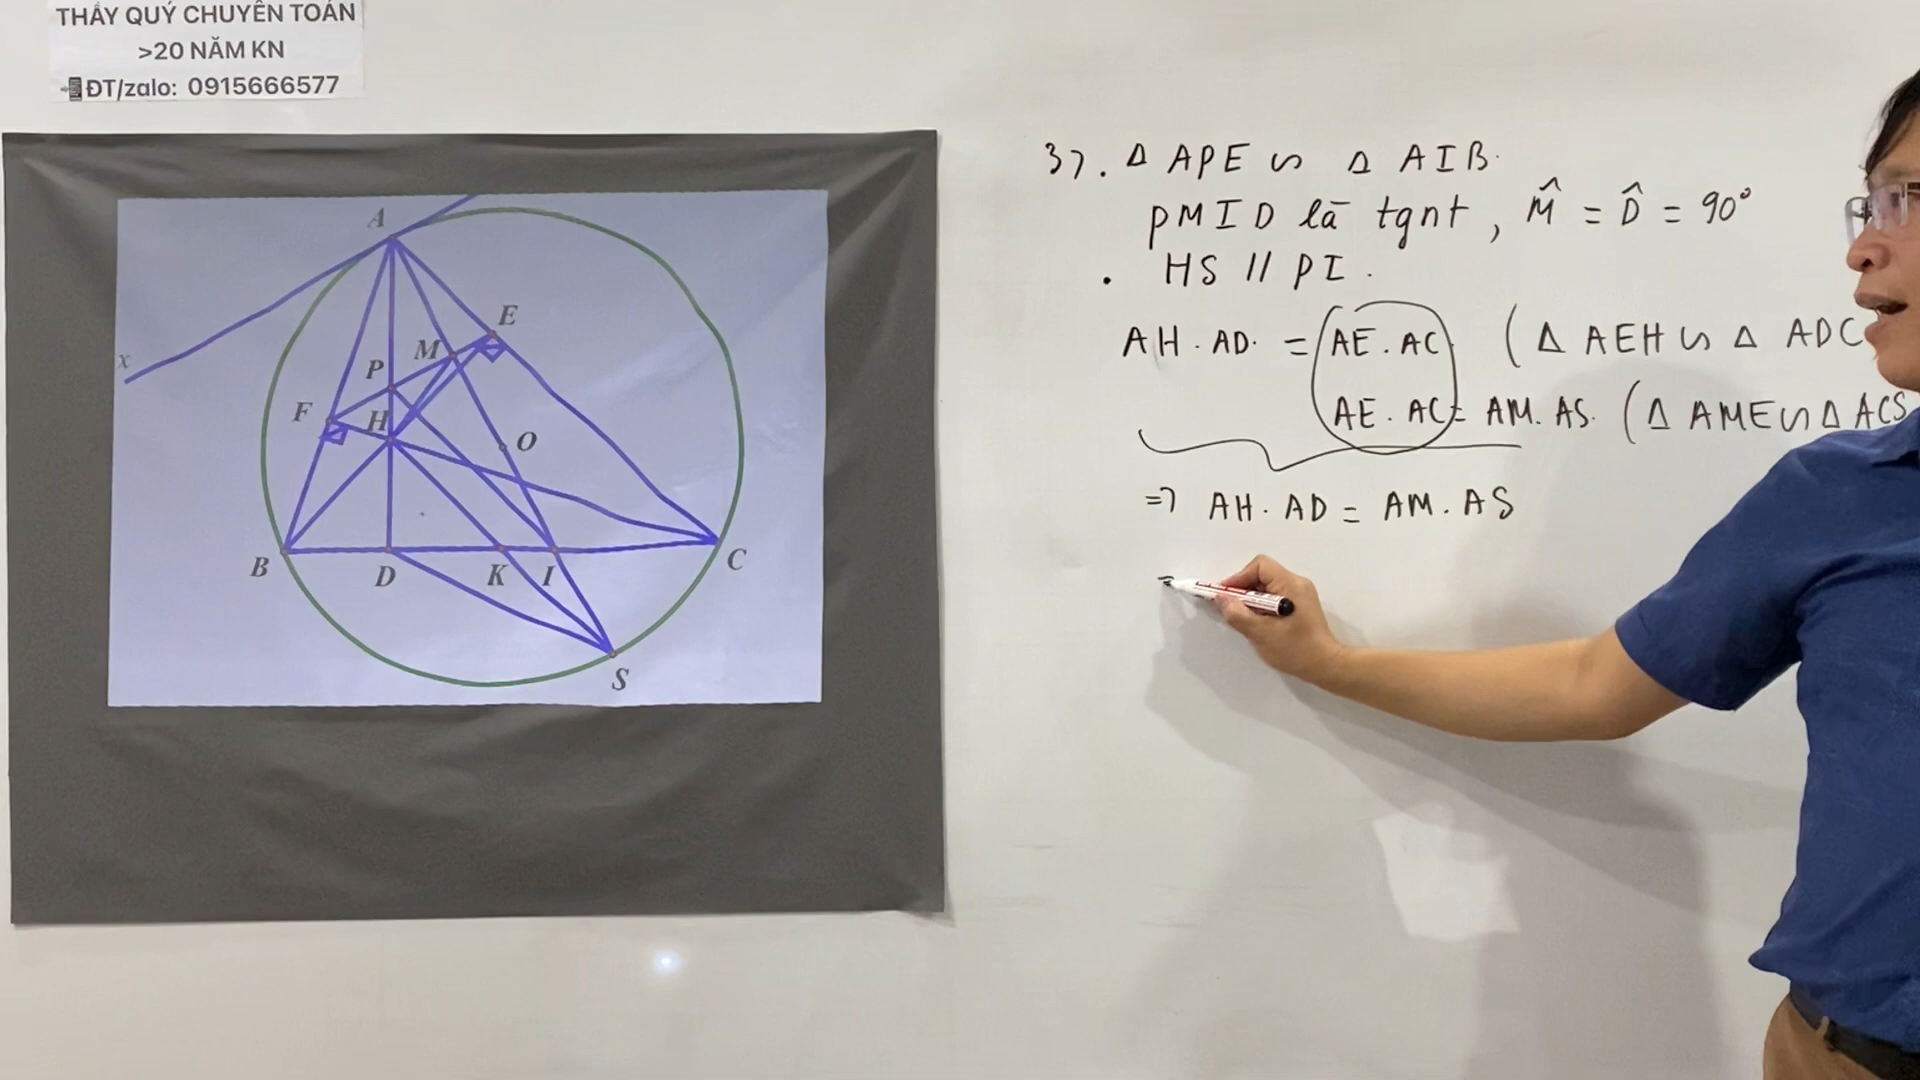 THẦY QUÝ CHUYÊN TOÁN
>20 NĂM KN
ĐT/zalo: 0915666577
A
x
E
M
P
F
H
O
B
D
K
I
C
S
3). Δ APE ∽ Δ AIB.
PMID là tgnt, M̂ = D̂ = 90°
. HS // PI.
AH. AD. = AE. AC. (Δ AEH ∽ Δ ADC
AE. AC = AM. AS. (Δ AME ∽ Δ ACS
=> AH. AD = AM. AS
=